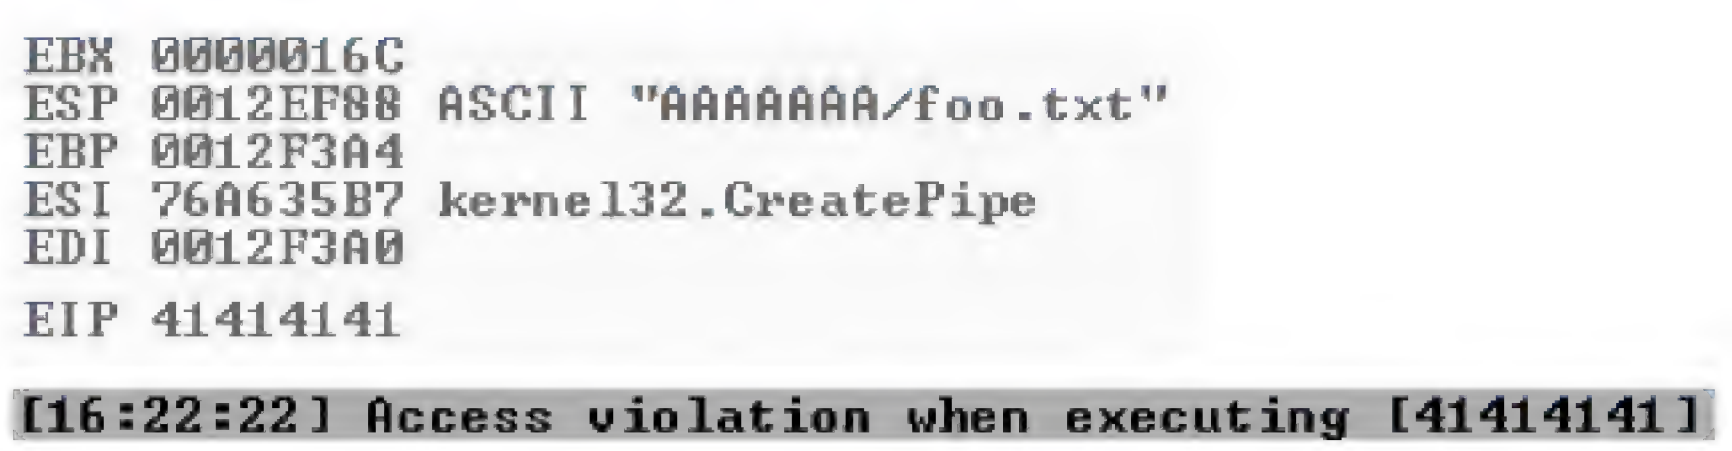 EBX 0000016C
ESP 0012EF88 ASCII "AAAAAAA/foo.txt"
EBP 0012F3A4
ESI 76A635B7 kernel32.CreatePipe
EDI 0012F3A0
EIP 41414141
[16:22:22] Access violation when executing [41414141]